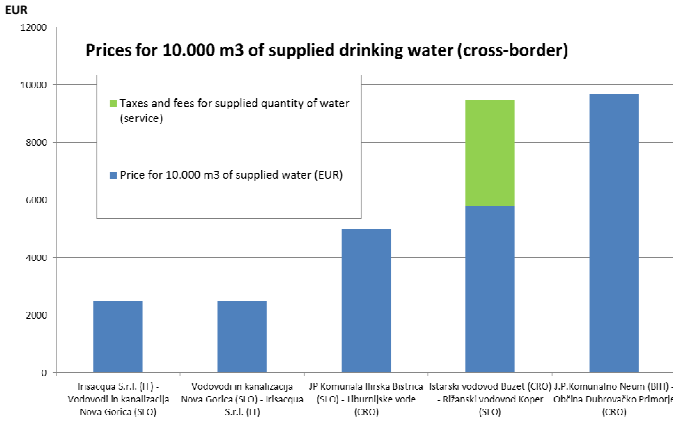 EUR
Prices for 10.000 m3 of supplied drinking water (cross-border)
12000
10000
8000
6000
4000
2000
0
Taxes and fees for supplied quantity of water
(service)
Price for 10.000 m3 of supplied water (EUR)
Irisacqua S.r.l. (IT) -
Vodovodi in kanalizacija
Nova Gorica (SLO)
Vodovodi in kanalizacija
Nova Gorica (SLO) - Irisacqua
S.r.l. (IT)
JP Komunala Ilirska Bistrica
(SLO) - Liburnijske vode
(CRO)
Istarski vodovod Buzet (CRO)
- Rižanski vodovod Koper
(SLO)
J.P.Komunalno Neum (BIH) -
Občina Dubrovačko Primorje
(CRO)